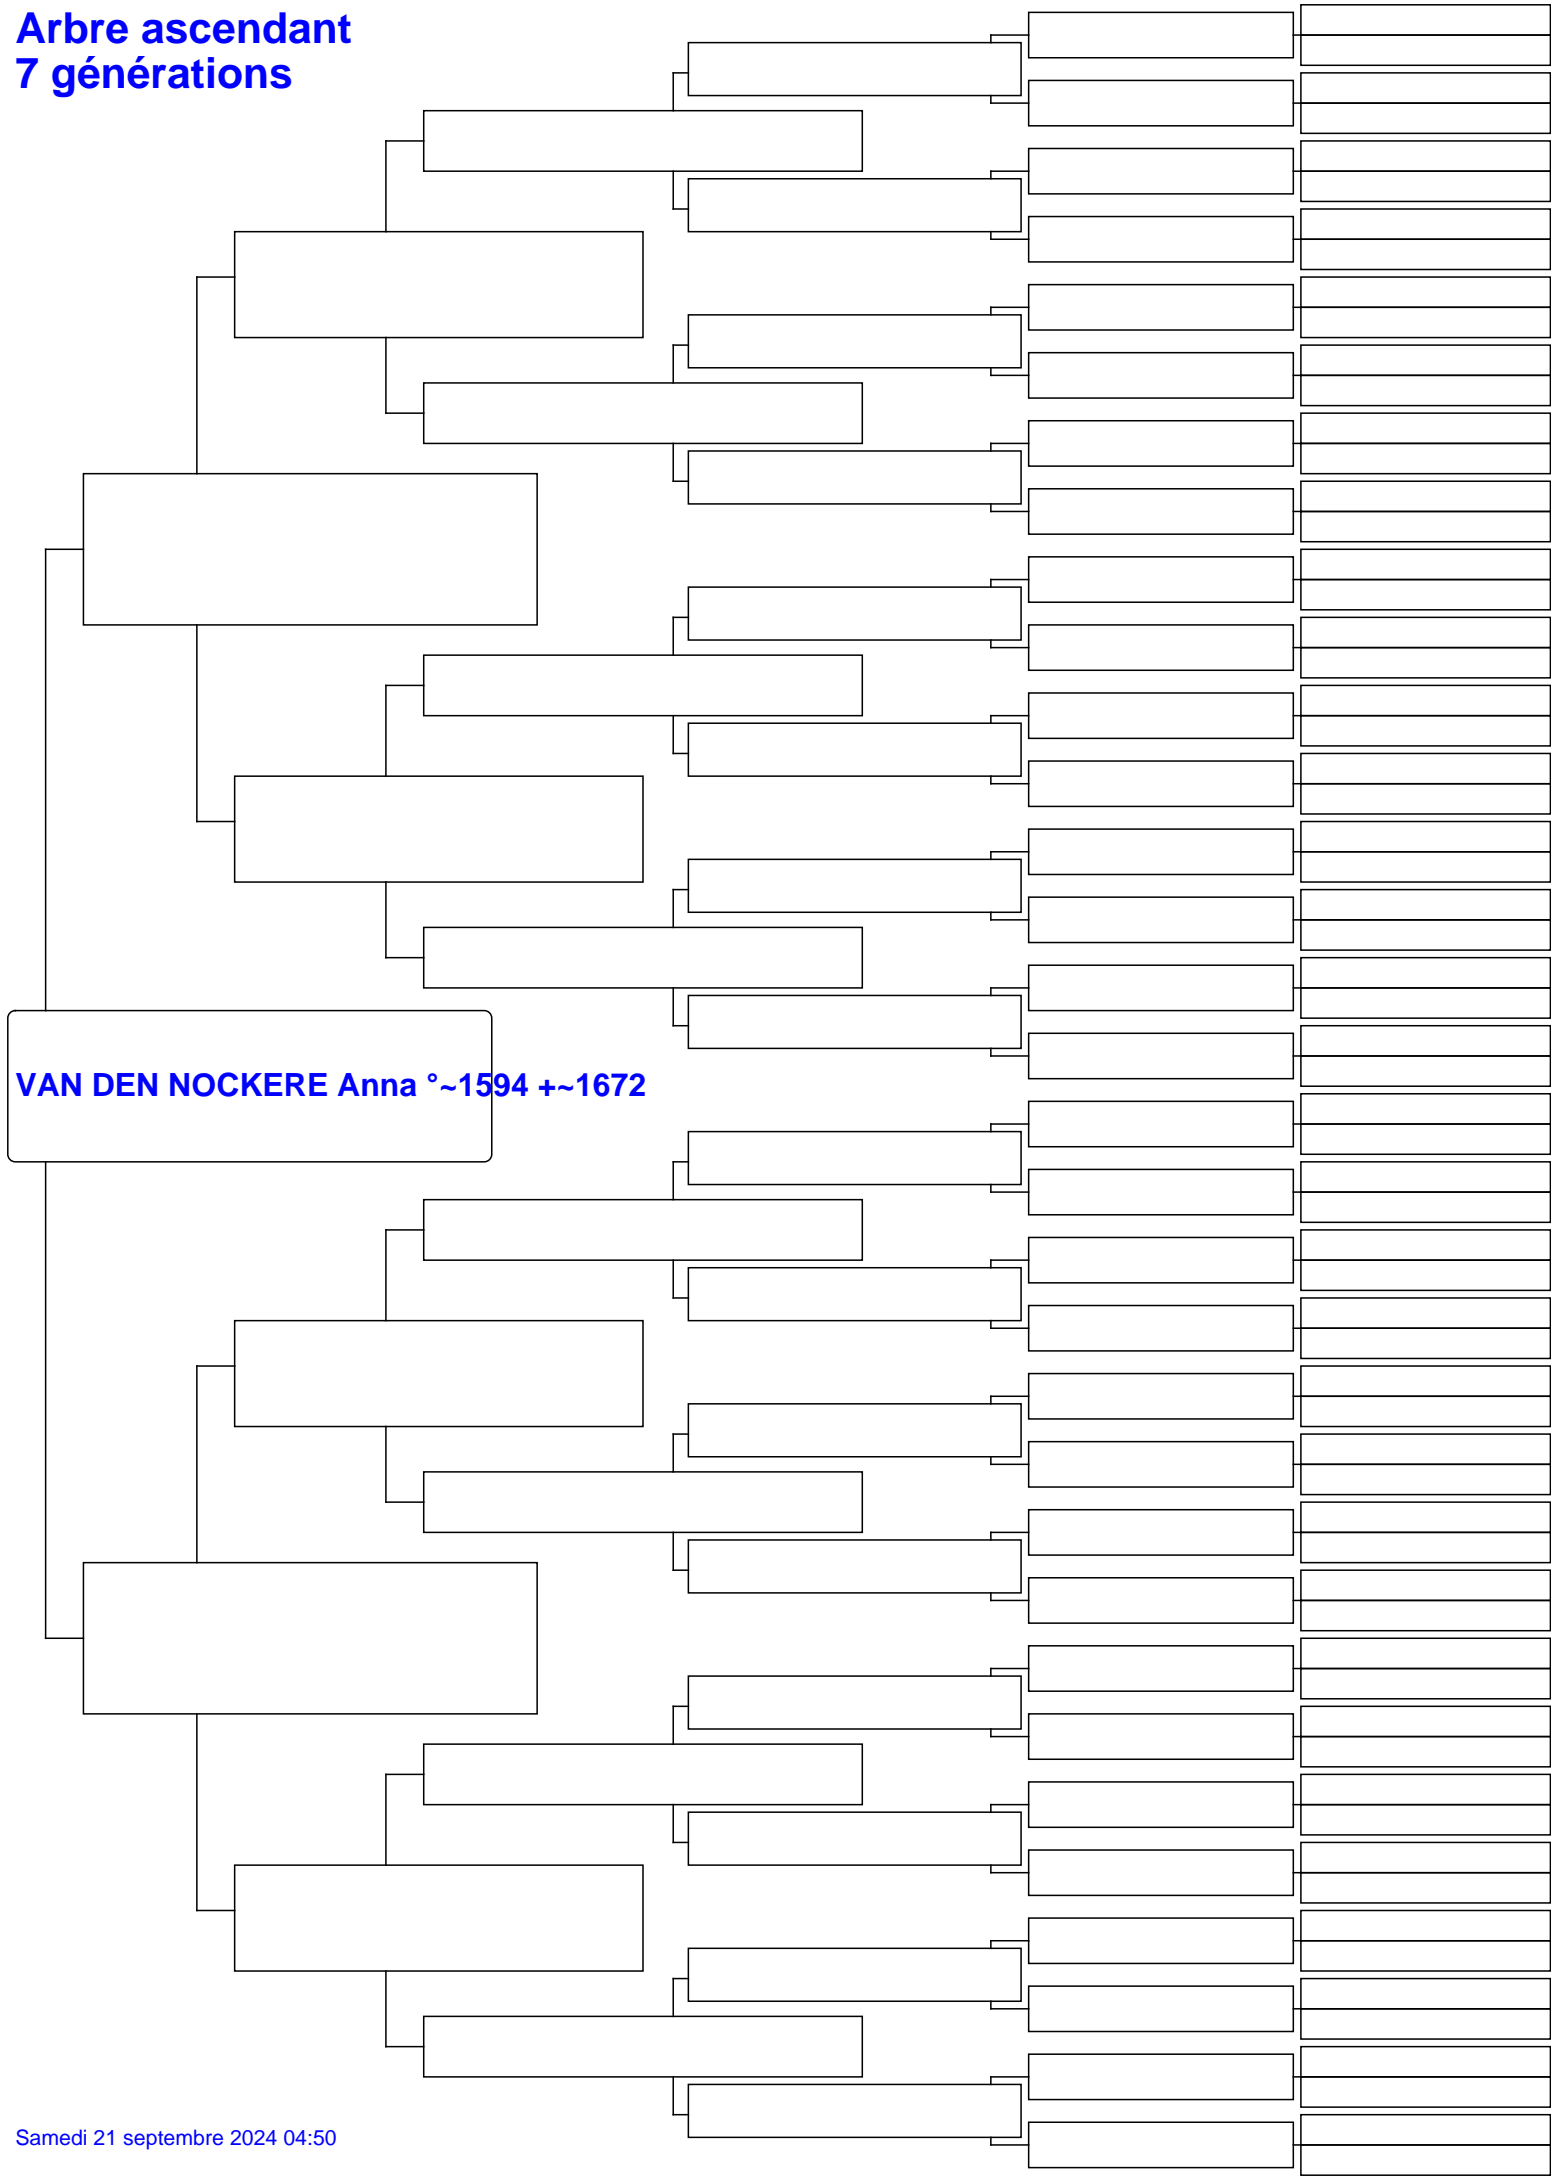 Arbre ascendant
7 générations
VAN DEN NOCKERE Anna °~1594 +~1672
Samedi 21 septembre 2024 04:50